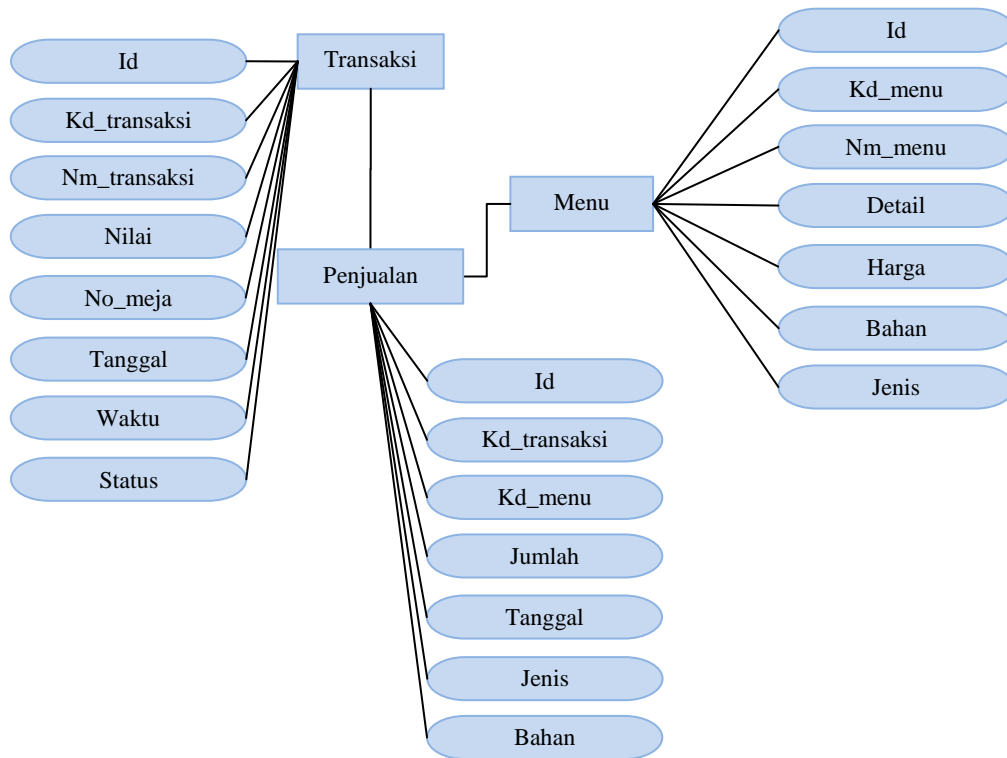 Transaksi
Id
Kd_transaksi
Nm_transaksi
Nilai
No_meja
Tanggal
Waktu
Status
Penjualan
Id
Kd_transaksi
Kd_menu
Jumlah
Tanggal
Jenis
Bahan
Menu
Id
Kd_menu
Nm_menu
Detail
Harga
Bahan
Jenis